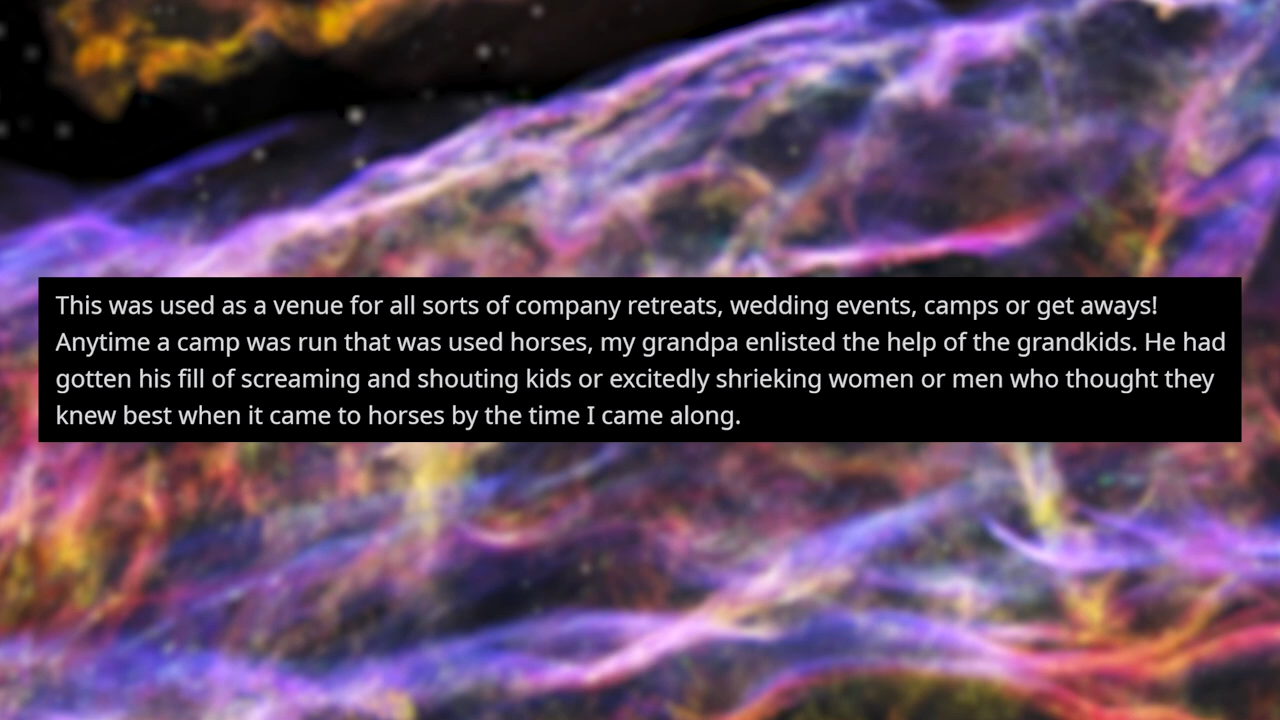 This was used as a venue for all sorts of company retreats, wedding events, camps or get aways!
Anytime a camp was run that was used horses, my grandpa enlisted the help of the grandkids. He had
gotten his fill of screaming and shouting kids or excitedly shrieking women or men who thought they
knew best when it came to horses by the time I came along.